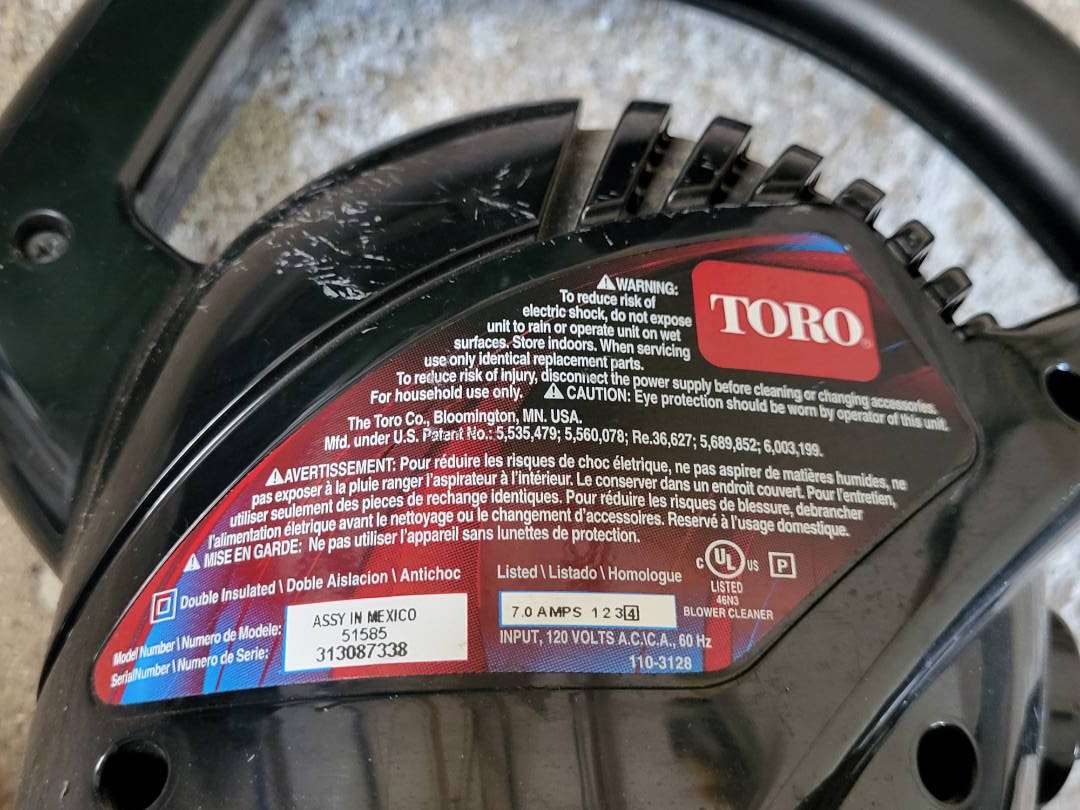 ⚠WARNING:
To reduce risk of
electric shock, do not expose
unit to rain or operate unit on wet
surfaces. Store indoors. When servicing
use only identical replacement parts.
To reduce risk of injury, disconnect the power supply before cleaning or changing accessories.
For household use only. ⚠ CAUTION: Eye protection should be worn by operator of this unit.
TORO®
The Toro Co., Bloomington, MN. USA.
Mfd. under U.S. Patent No.: 5,535,479; 5,560,078; Re.36,627; 5,689,852; 6,003,199.
⚠AVERTISSEMENT: Pour réduire les risques de choc életrique, ne pas aspirer de matières humides, ne
pas exposer à la pluie ranger l'aspirateur à l'intérieur. Le conserver dans un endroit couvert. Pour l'entretien,
utiliser seulement des pieces de rechange identiques. Pour réduire les risques de blessure, debrancher
l'alimentation életrique avant le nettoyage ou le changement d'accessoires. Reservé à l'usage domestique.
⚠ MISE EN GARDE: Ne pas utiliser l'appareil sans lunettes de protection.
Double Insulated \ Doble Aislacion \ Antichoc
Listed \ Listado \ Homologue
C UL US P
LISTED
46N3
BLOWER CLEANER
Model Number \ Numero de Modele:
SerialNumber \ Numero de Serie:
ASSY IN MEXICO
51585
313087338
7.0 AMPS 1 2 3 4
INPUT, 120 VOLTS A.C.\C.A., 60 Hz
110-3128